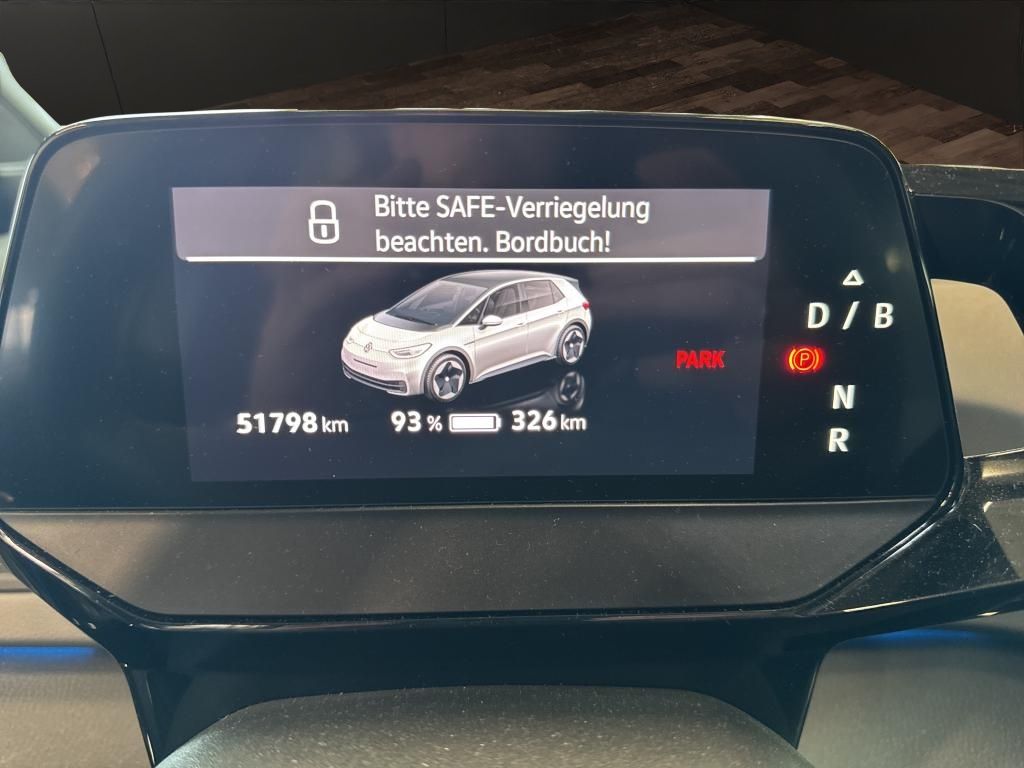 Bitte SAFE-Verriegelung
beachten. Bordbuch!
D / B
PARK
P
N
R
51798 km 93 % 326 km